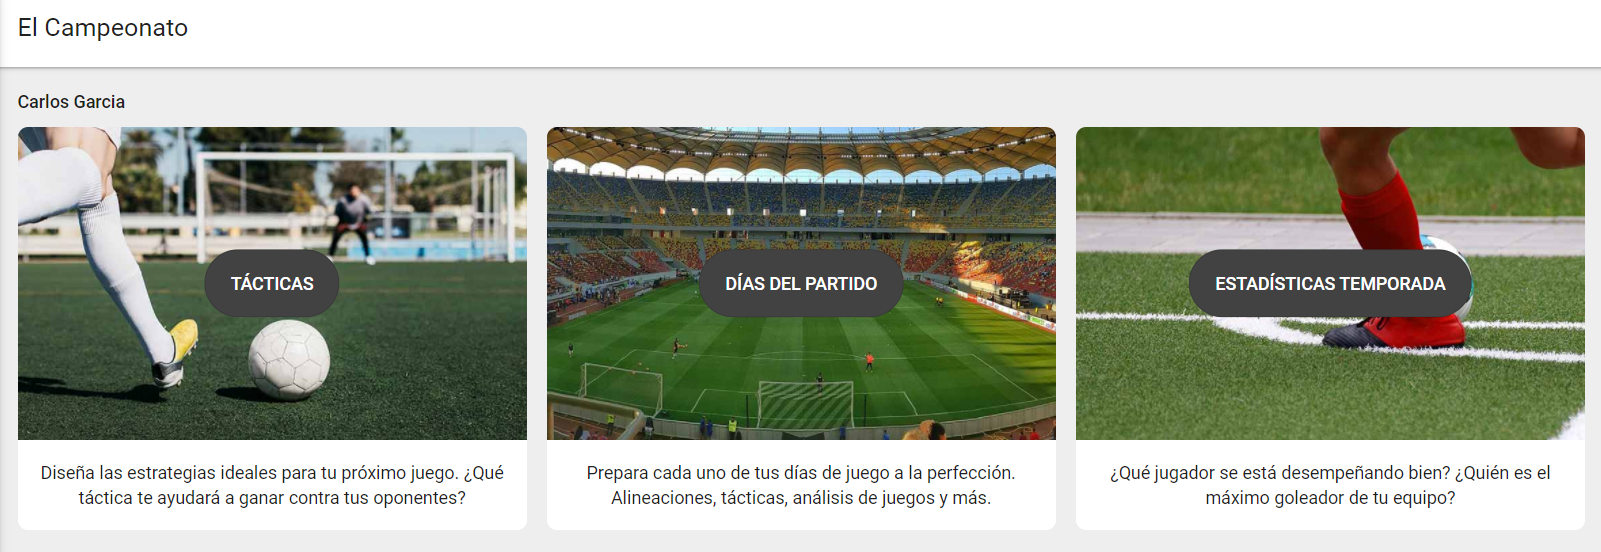 El Campeonato
Carlos Garcia
TÁCTICAS
DÍAS DEL PARTIDO
ESTADÍSTICAS TEMPORADA
Diseña las estrategias ideales para tu próximo juego. ¿Qué
táctica te ayudará a ganar contra tus oponentes?
Prepara cada uno de tus días de juego a la perfección.
Alineaciones, tácticas, análisis de juegos y más.
¿Qué jugador se está desempeñando bien? ¿Quién es el
máximo goleador de tu equipo?